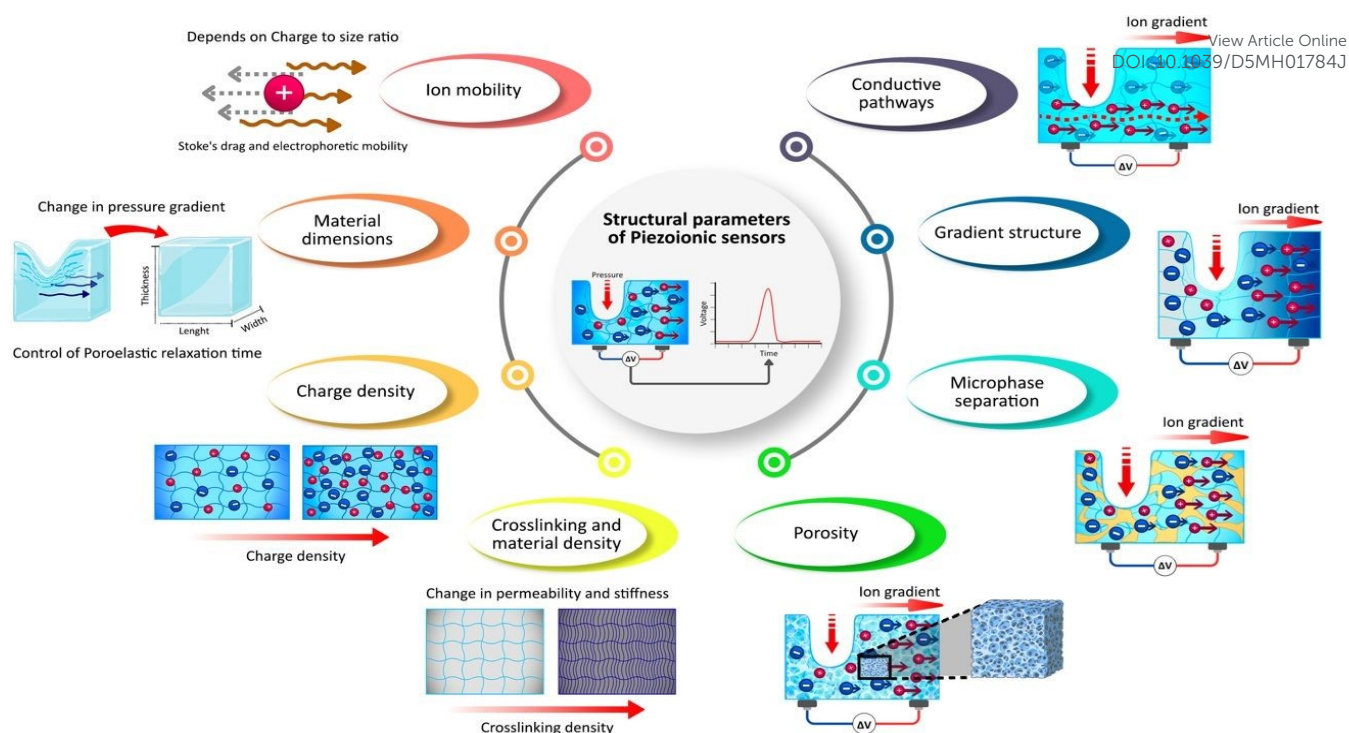 View Article Online
DOI: 10.1039/D5MH01784J
Structural parameters
of Piezoionic sensors
Pressure
ΔV
Voltage
Time
Depends on Charge to size ratio
+
Stoke's drag and electrophoretic mobility
Ion mobility
Change in pressure gradient
Thickness
Lenght
Width
Control of Poroelastic relaxation time
Material
dimensions
Charge density
Charge density
Crosslinking and
material density
Change in permeability and stiffness
Crosslinking density
Conductive
pathways
Ion gradient
ΔV
Gradient structure
Ion gradient
ΔV
Microphase
separation
Ion gradient
ΔV
Porosity
Ion gradient
ΔV